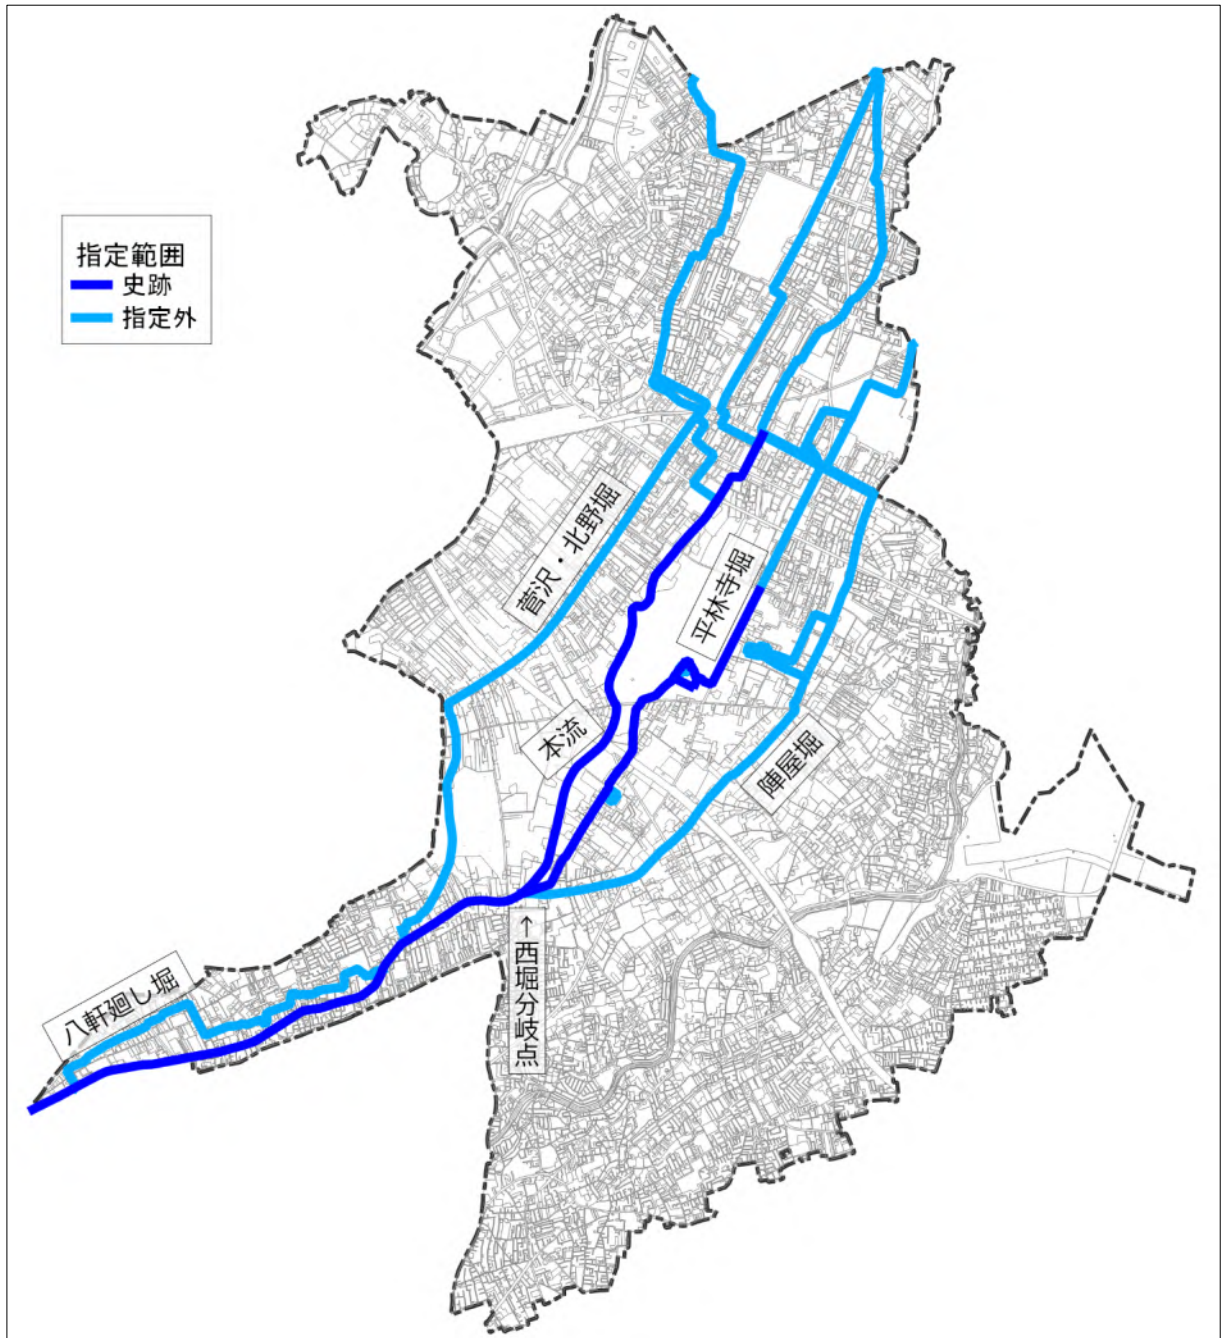 指定範囲
史跡
指定外
菅沢・北野堀
平林寺堀
本流
陣屋堀
↑西堀分岐点
八軒廻し堀